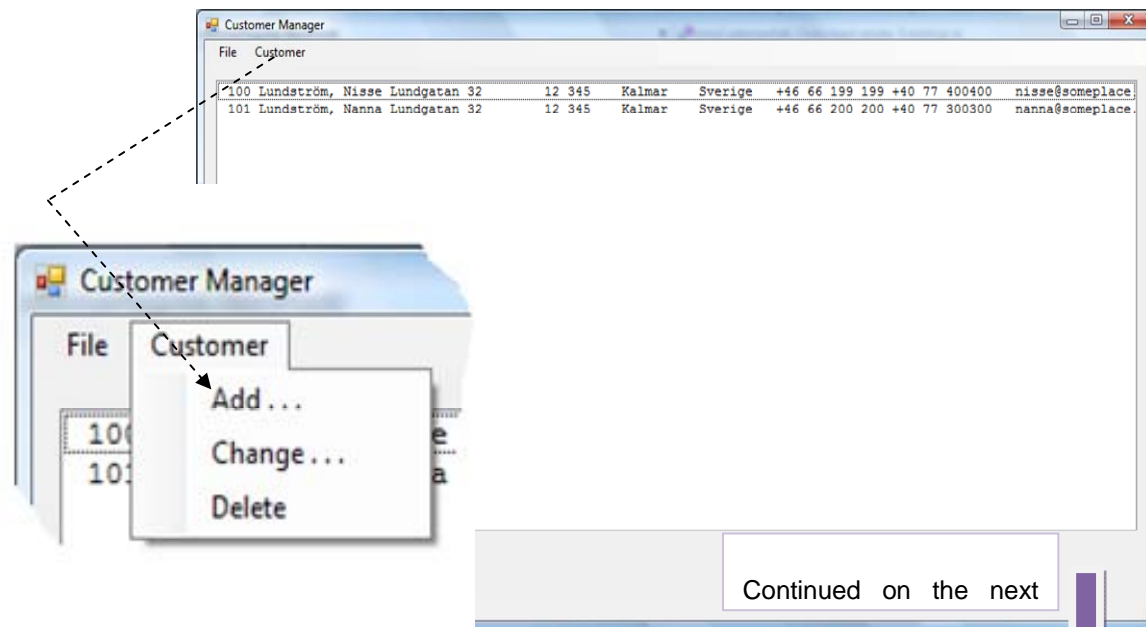 Customer Manager
File Customer
100 Lundström, Nisse Lundgatan 32 12 345 Kalmar Sverige +46 66 199 199 +40 77 400400 nisse@someplace
101 Lundström, Nanna Lundgatan 32 12 345 Kalmar Sverige +46 66 200 200 +40 77 300300 nanna@someplace.
Customer Manager
File Customer
Add . . .
Change . . .
Delete
10 e
10 a
Continued on the next